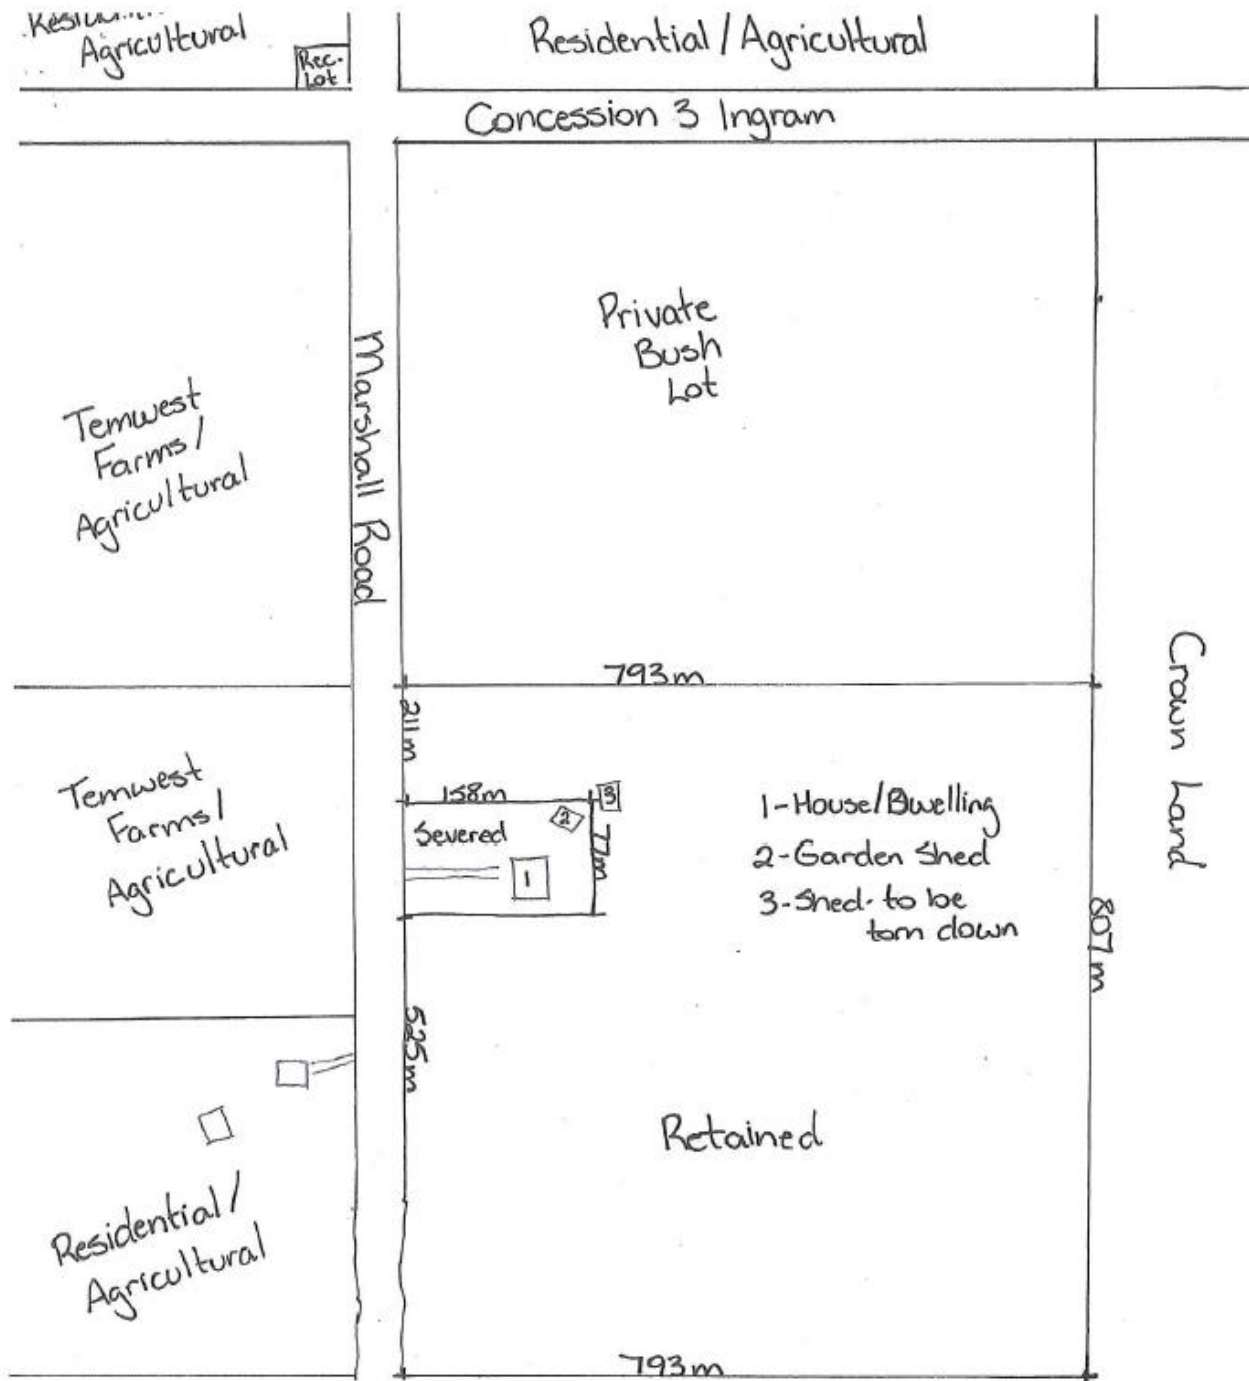 Agricultural
Rec.
Lot
Residential / Agricultural
Concession 3 Ingram
Private
Bush
Lot
Marshall Road
Temwest
Farms /
Agricultural
793m
211m
Crown Land
Temwest
Farms /
Agricultural
158m
3
2
Severed
77m
1
1-House/Dwelling
2-Garden Shed
3-Shed- to be
torn down
807m
525m
Retained
Residential /
Agricultural
793m